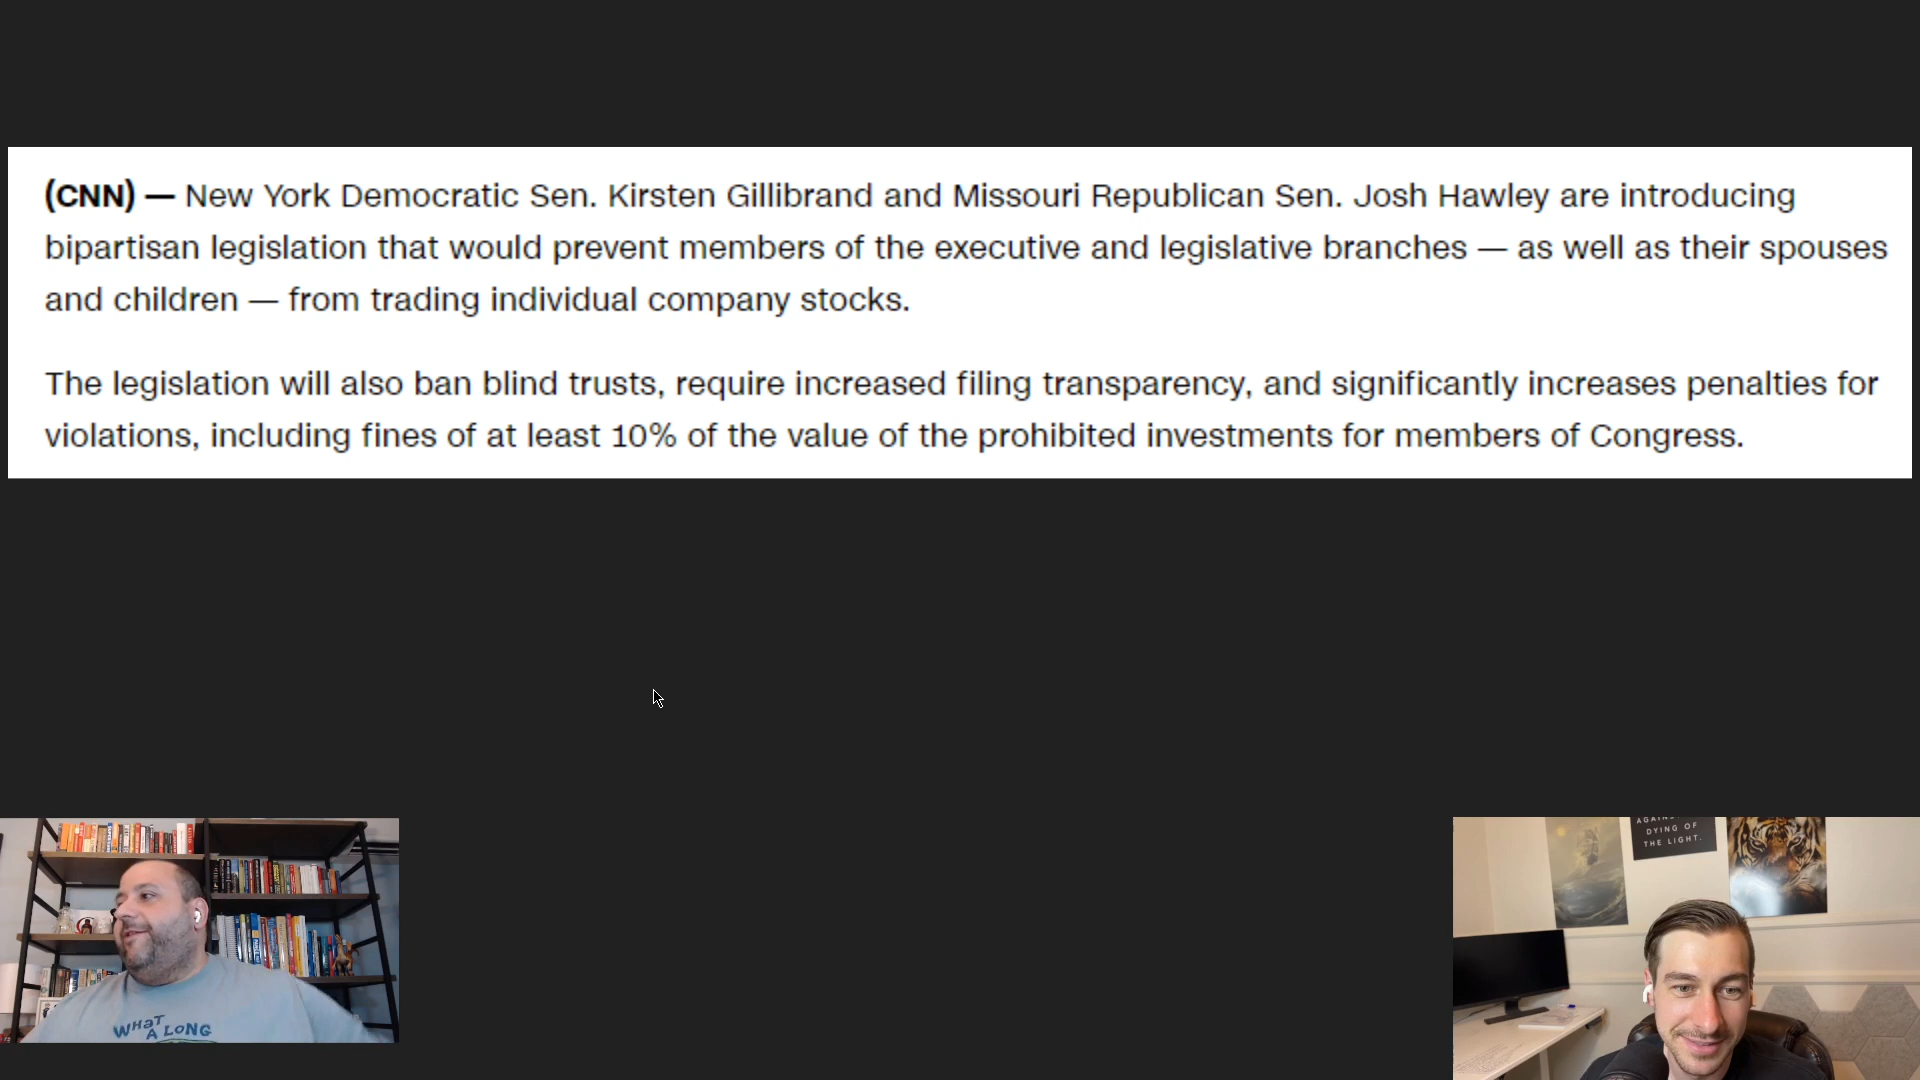 (CNN) — New York Democratic Sen. Kirsten Gillibrand and Missouri Republican Sen. Josh Hawley are introducing
bipartisan legislation that would prevent members of the executive and legislative branches — as well as their spouses
and children — from trading individual company stocks.
The legislation will also ban blind trusts, require increased filing transparency, and significantly increases penalties for
violations, including fines of at least 10% of the value of the prohibited investments for members of Congress.
WHaT
A LONG
DYING OF
THE LIGHT.